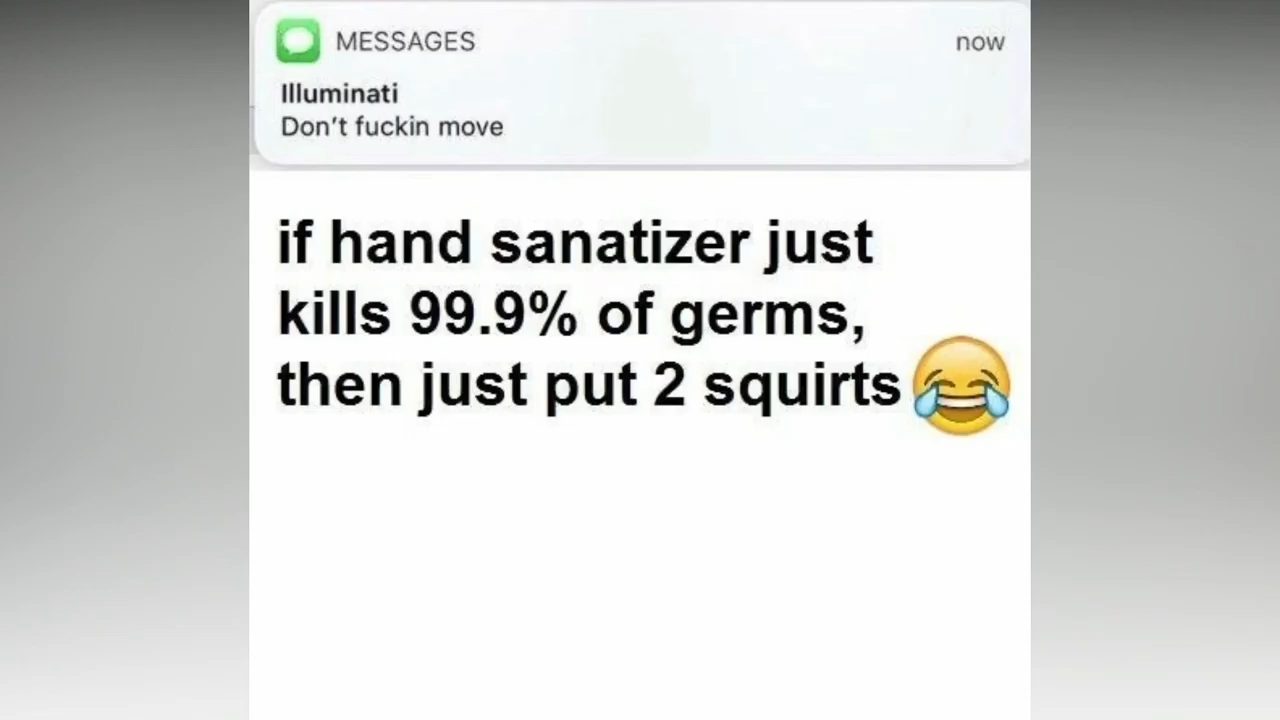 MESSAGES
now
Illuminati
Don't fuckin move
if hand sanatizer just
kills 99.9% of germs,
then just put 2 squirts😂